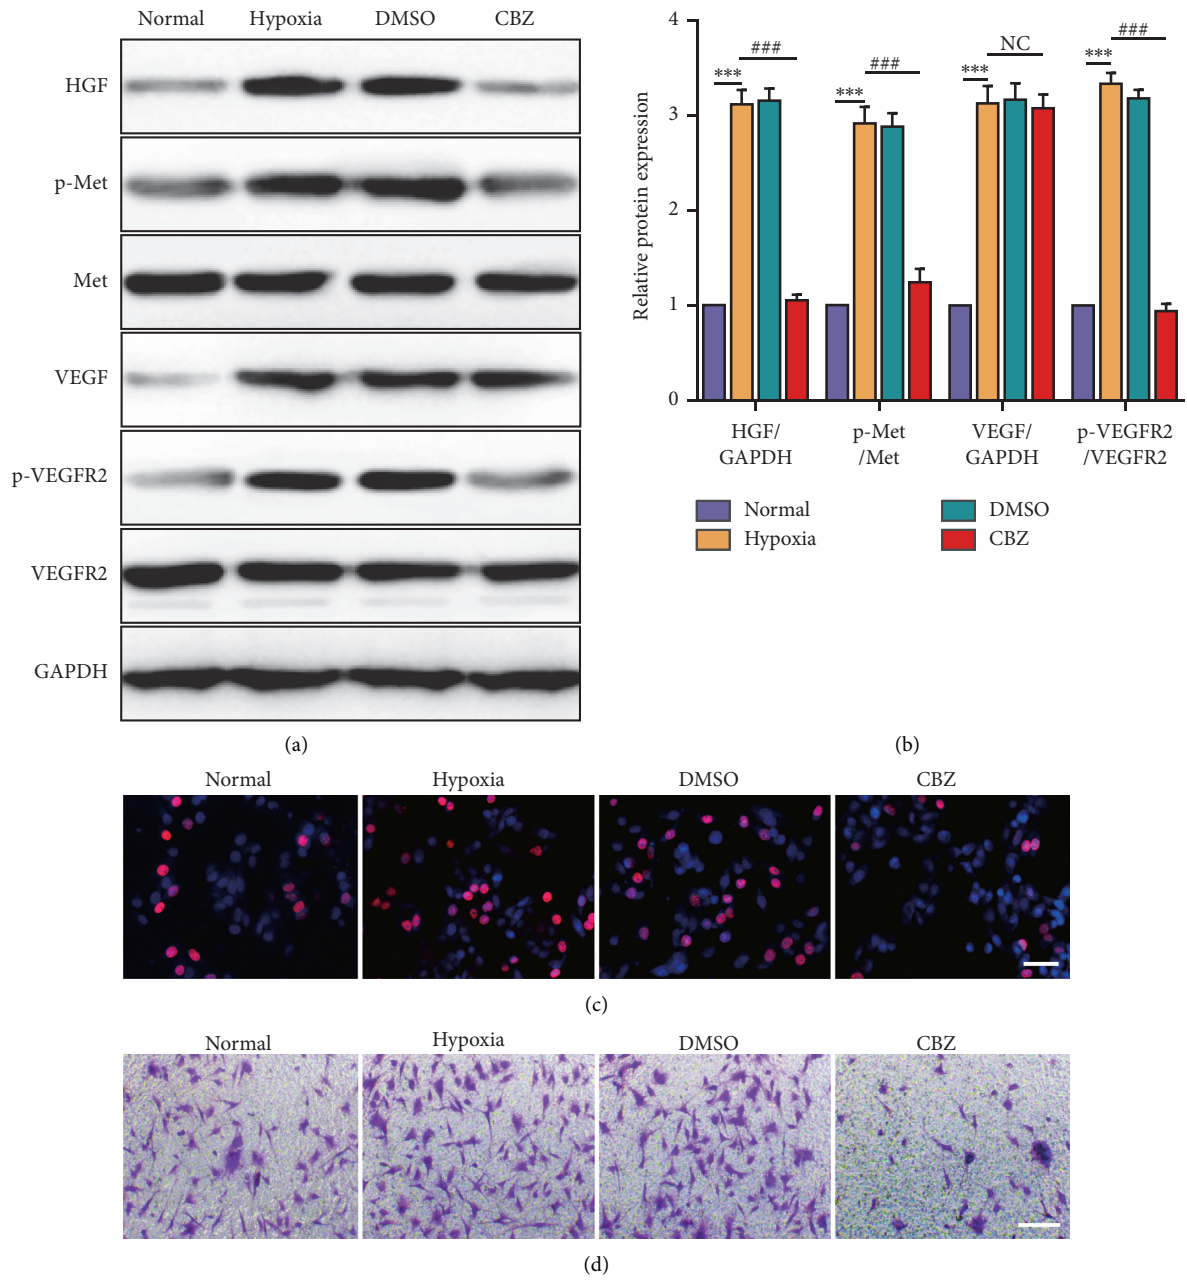 Normal Hypoxia DMSO CBZ
HGF
p-Met
Met
VEGF
p-VEGFR2
VEGFR2
GAPDH
(a)
4
3
2
1
0
Relative protein expression
*** ###
*** ###
*** NC
*** ###
HGF/
GAPDH
p-Met
/Met
VEGF/
GAPDH
p-VEGFR2
/VEGFR2
Normal
Hypoxia
DMSO
CBZ
(b)
Normal Hypoxia DMSO CBZ
(c)
Normal Hypoxia DMSO CBZ
(d)